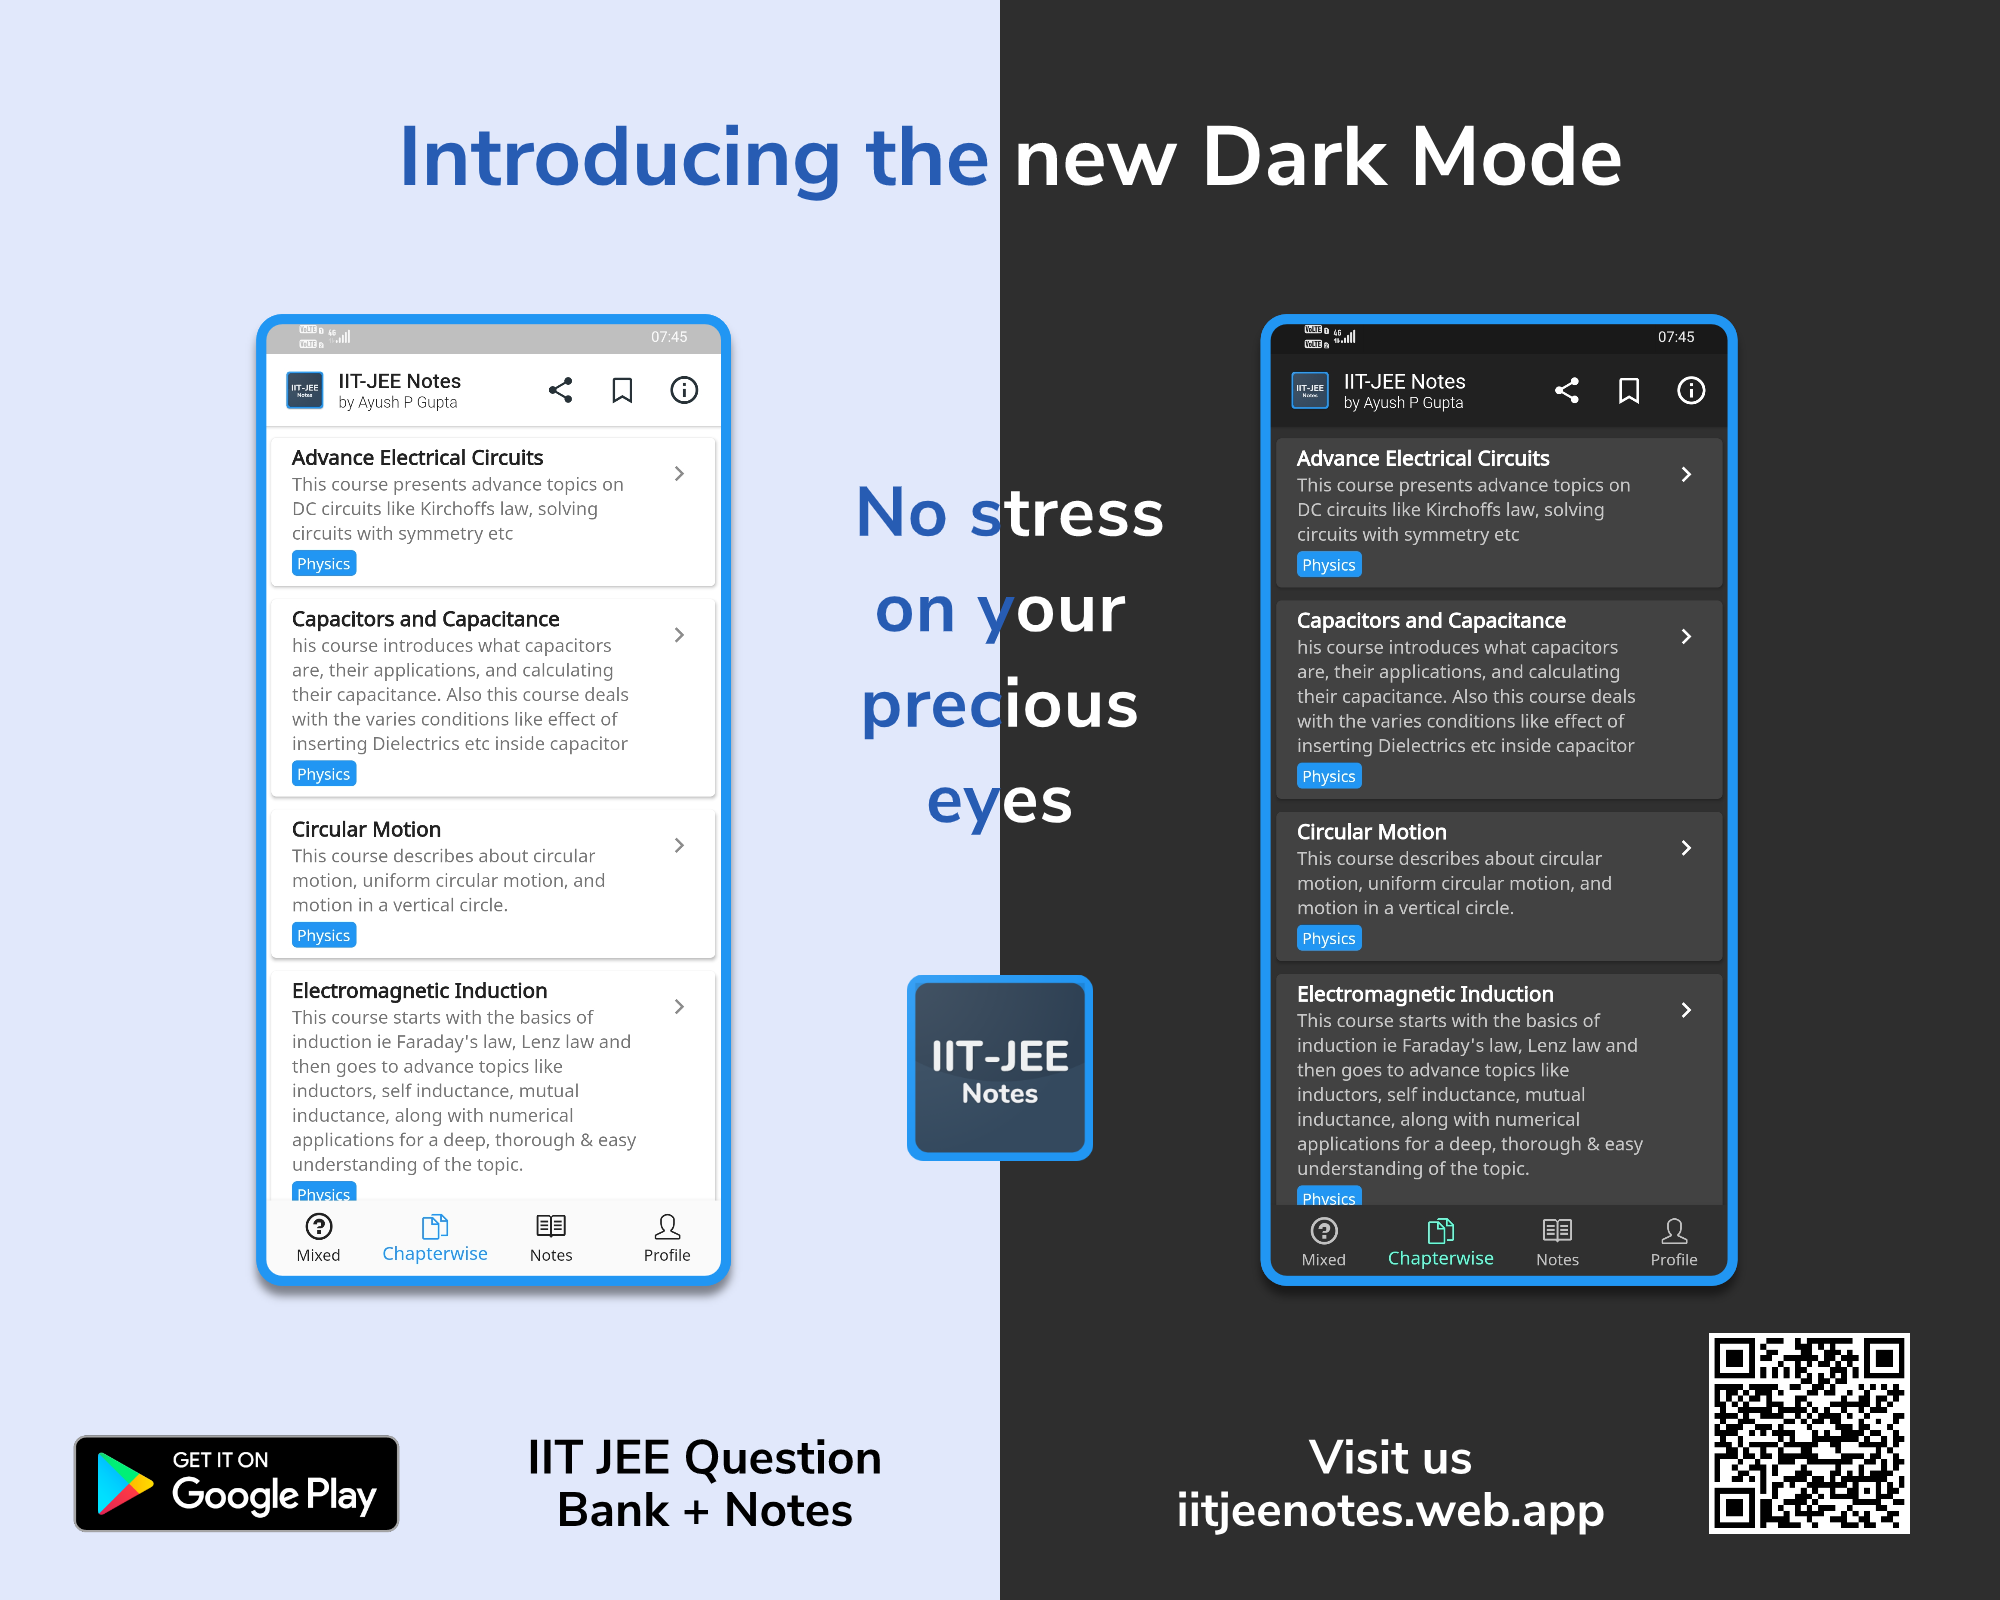 Introducing the new Dark Mode
07:45
IIT-JEE
Notes
IIT-JEE Notes
by Ayush P Gupta
Advance Electrical Circuits
This course presents advance topics on
DC circuits like Kirchoffs law, solving
circuits with symmetry etc
Physics
Capacitors and Capacitance
his course introduces what capacitors
are, their applications, and calculating
their capacitance. Also this course deals
with the varies conditions like effect of
inserting Dielectrics etc inside capacitor
Physics
Circular Motion
This course describes about circular
motion, uniform circular motion, and
motion in a vertical circle.
Physics
Electromagnetic Induction
This course starts with the basics of
induction ie Faraday's law, Lenz law and
then goes to advance topics like
inductors, self inductance, mutual
inductance, along with numerical
applications for a deep, thorough & easy
understanding of the topic.
Physics
Mixed Chapterwise Notes Profile
No stress
on your
precious
eyes
IIT-JEE
Notes
VoLTE 1 4G
VoLTE 2
07:45
IIT-JEE
Notes
IIT-JEE Notes
by Ayush P Gupta
Advance Electrical Circuits
This course presents advance topics on
DC circuits like Kirchoffs law, solving
circuits with symmetry etc
Physics
Capacitors and Capacitance
his course introduces what capacitors
are, their applications, and calculating
their capacitance. Also this course deals
with the varies conditions like effect of
inserting Dielectrics etc inside capacitor
Physics
Circular Motion
This course describes about circular
motion, uniform circular motion, and
motion in a vertical circle.
Physics
Electromagnetic Induction
This course starts with the basics of
induction ie Faraday's law, Lenz law and
then goes to advance topics like
inductors, self inductance, mutual
inductance, along with numerical
applications for a deep, thorough & easy
understanding of the topic.
Physics
Mixed Chapterwise Notes Profile
GET IT ON
Google Play
IIT JEE Question
Bank + Notes
Visit us
iitjeenotes.web.app